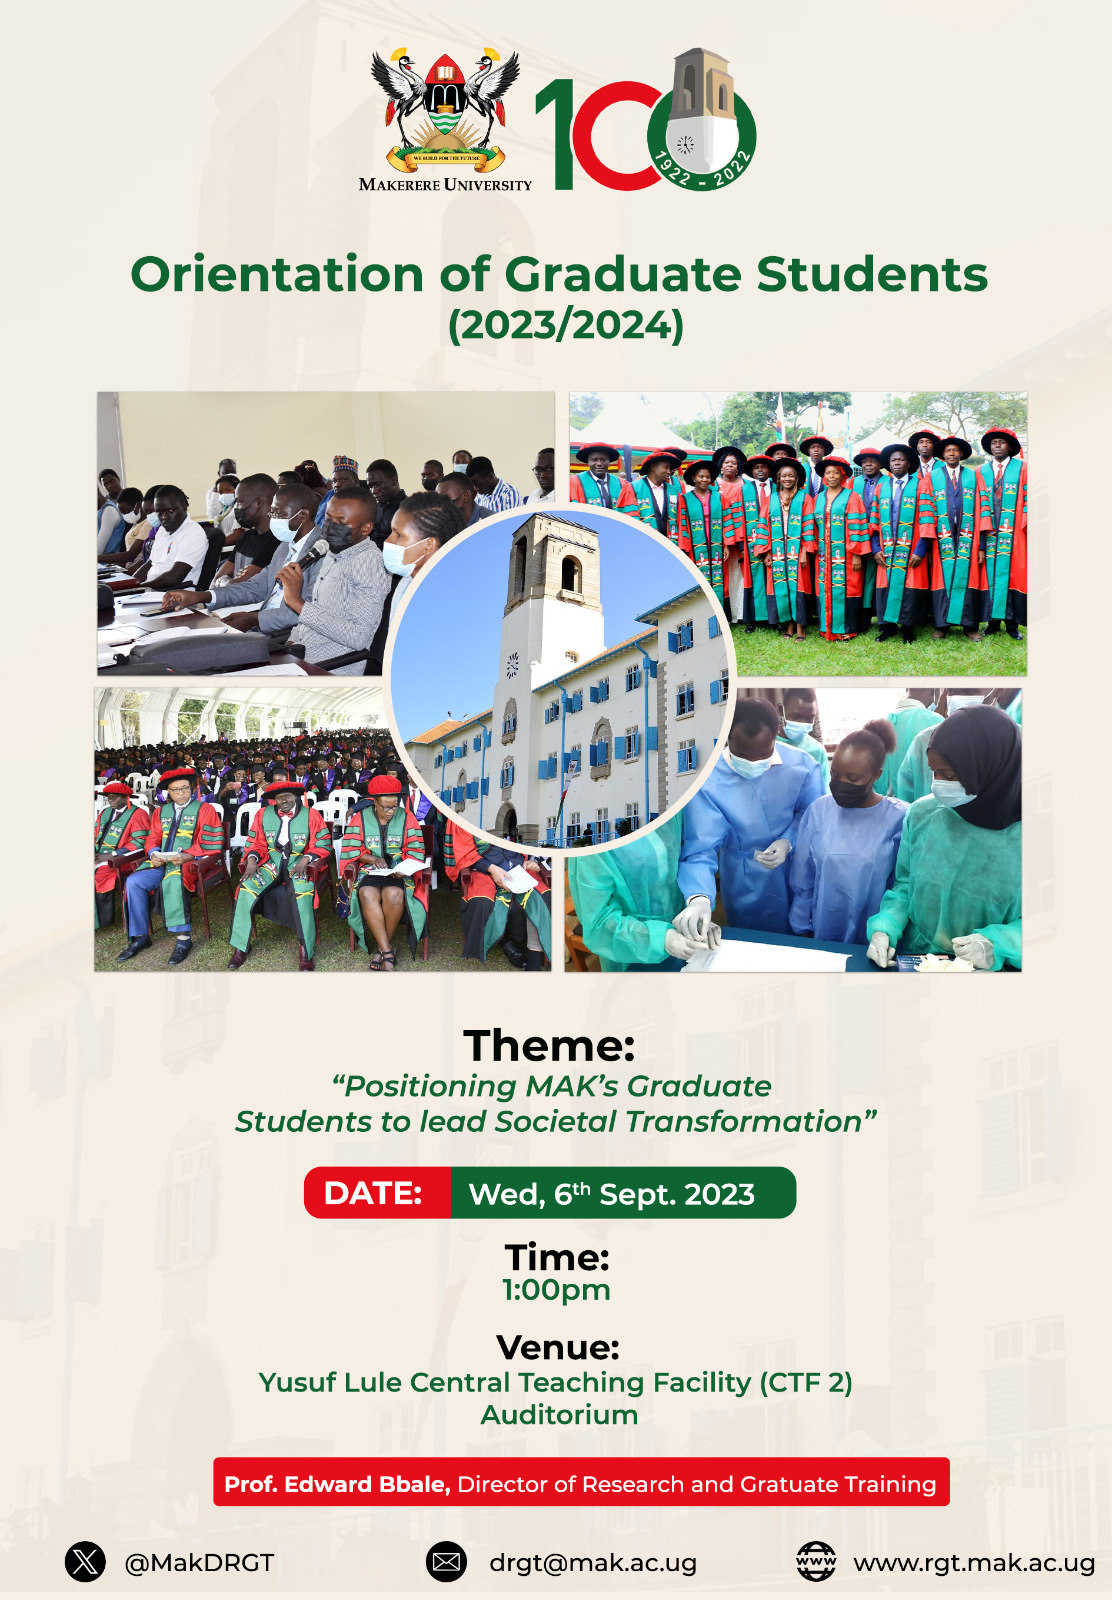 WE BUILD FOR THE FUTURE
MAKERERE UNIVERSITY
100
1922 - 2022
Orientation of Graduate Students
(2023/2024)
Theme:
“Positioning MAK’s Graduate
Students to lead Societal Transformation”
DATE: Wed, 6th Sept. 2023
Time:
1:00pm
Venue:
Yusuf Lule Central Teaching Facility (CTF 2)
Auditorium
Prof. Edward Bbale, Director of Research and Gratuate Training
@MakDRGT
drgt@mak.ac.ug
www
www.rgt.mak.ac.ug